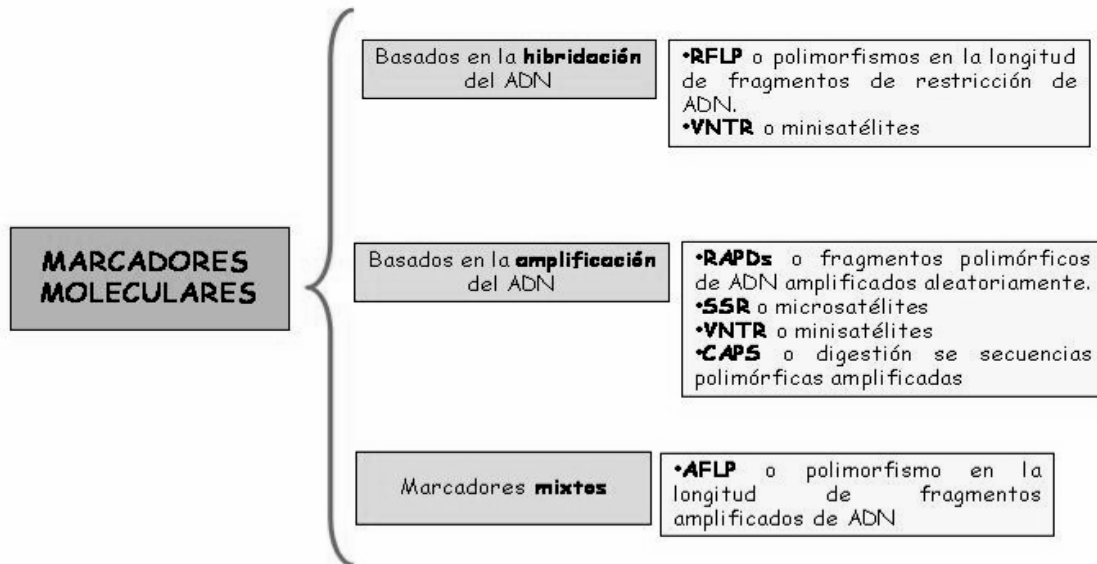 MARCADORES
MOLECULARES
Basados en la hibridación
del ADN
•RFLP o polimorfismos en la longitud
de fragmentos de restricción de
ADN.
•VNTR o minisatélites
Basados en la amplificación
del ADN
•RAPDs o fragmentos polimórficos
de ADN amplificados aleatoriamente.
•SSR o microsatélites
•VNTR o minisatélites
•CAPS o digestión se secuencias
polimórficas amplificadas
Marcadores mixtos
•AFLP o polimorfismo en la
longitud de fragmentos
amplificados de ADN